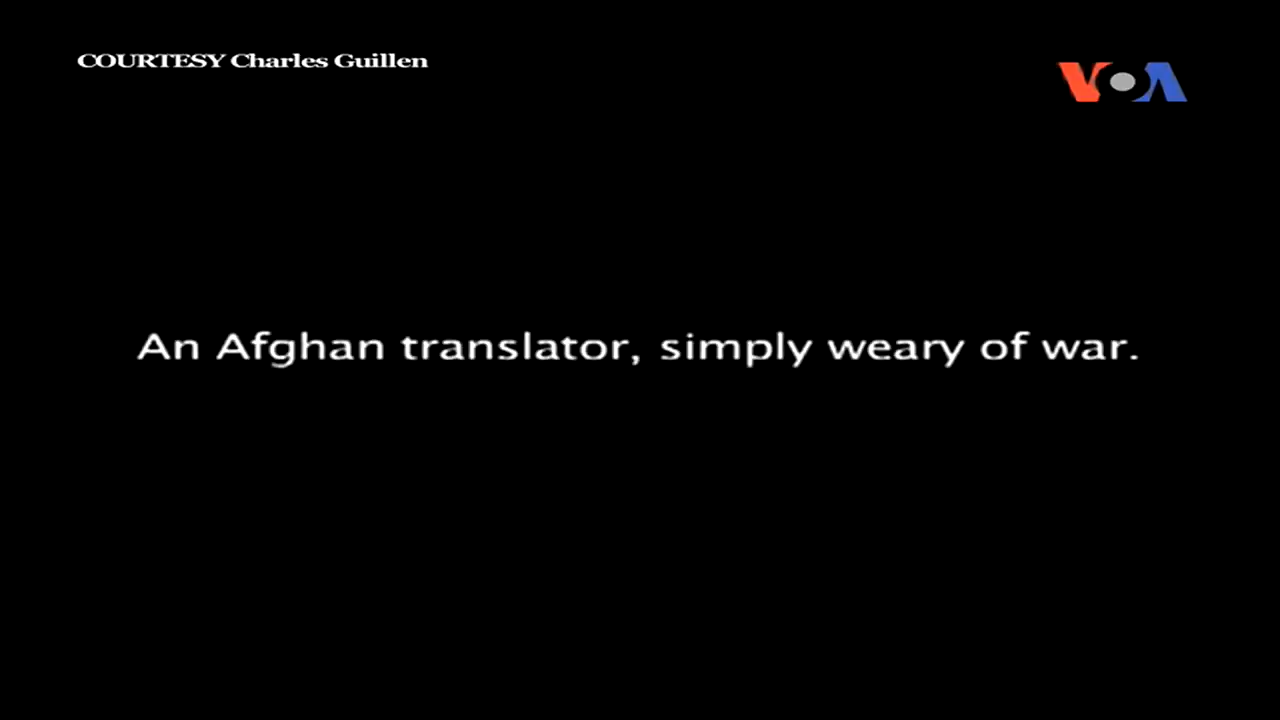 COURTESY Charles Guillen
VOA
An Afghan translator, simply weary of war.